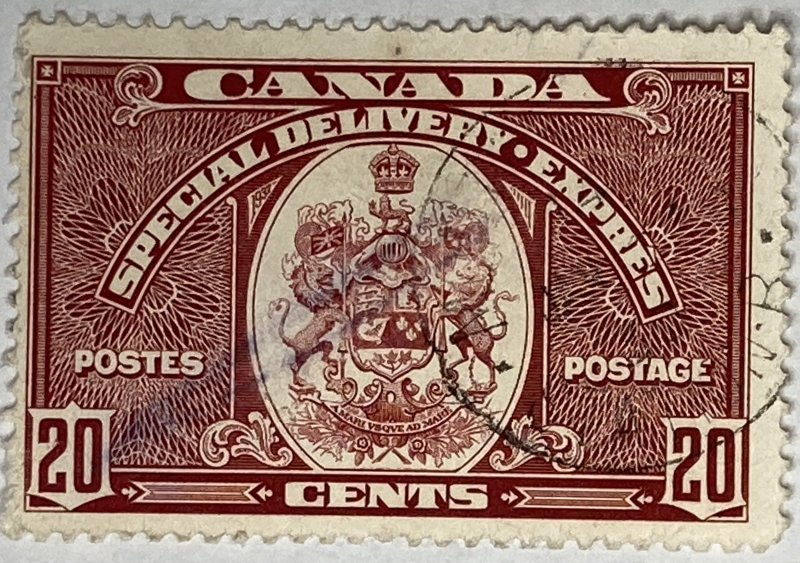 CANADA
SPECIAL DELIVERY • EXPRÈS
POSTES
POSTAGE
A MARI VSQVE AD MARE
20
CENTS
20
N.B.